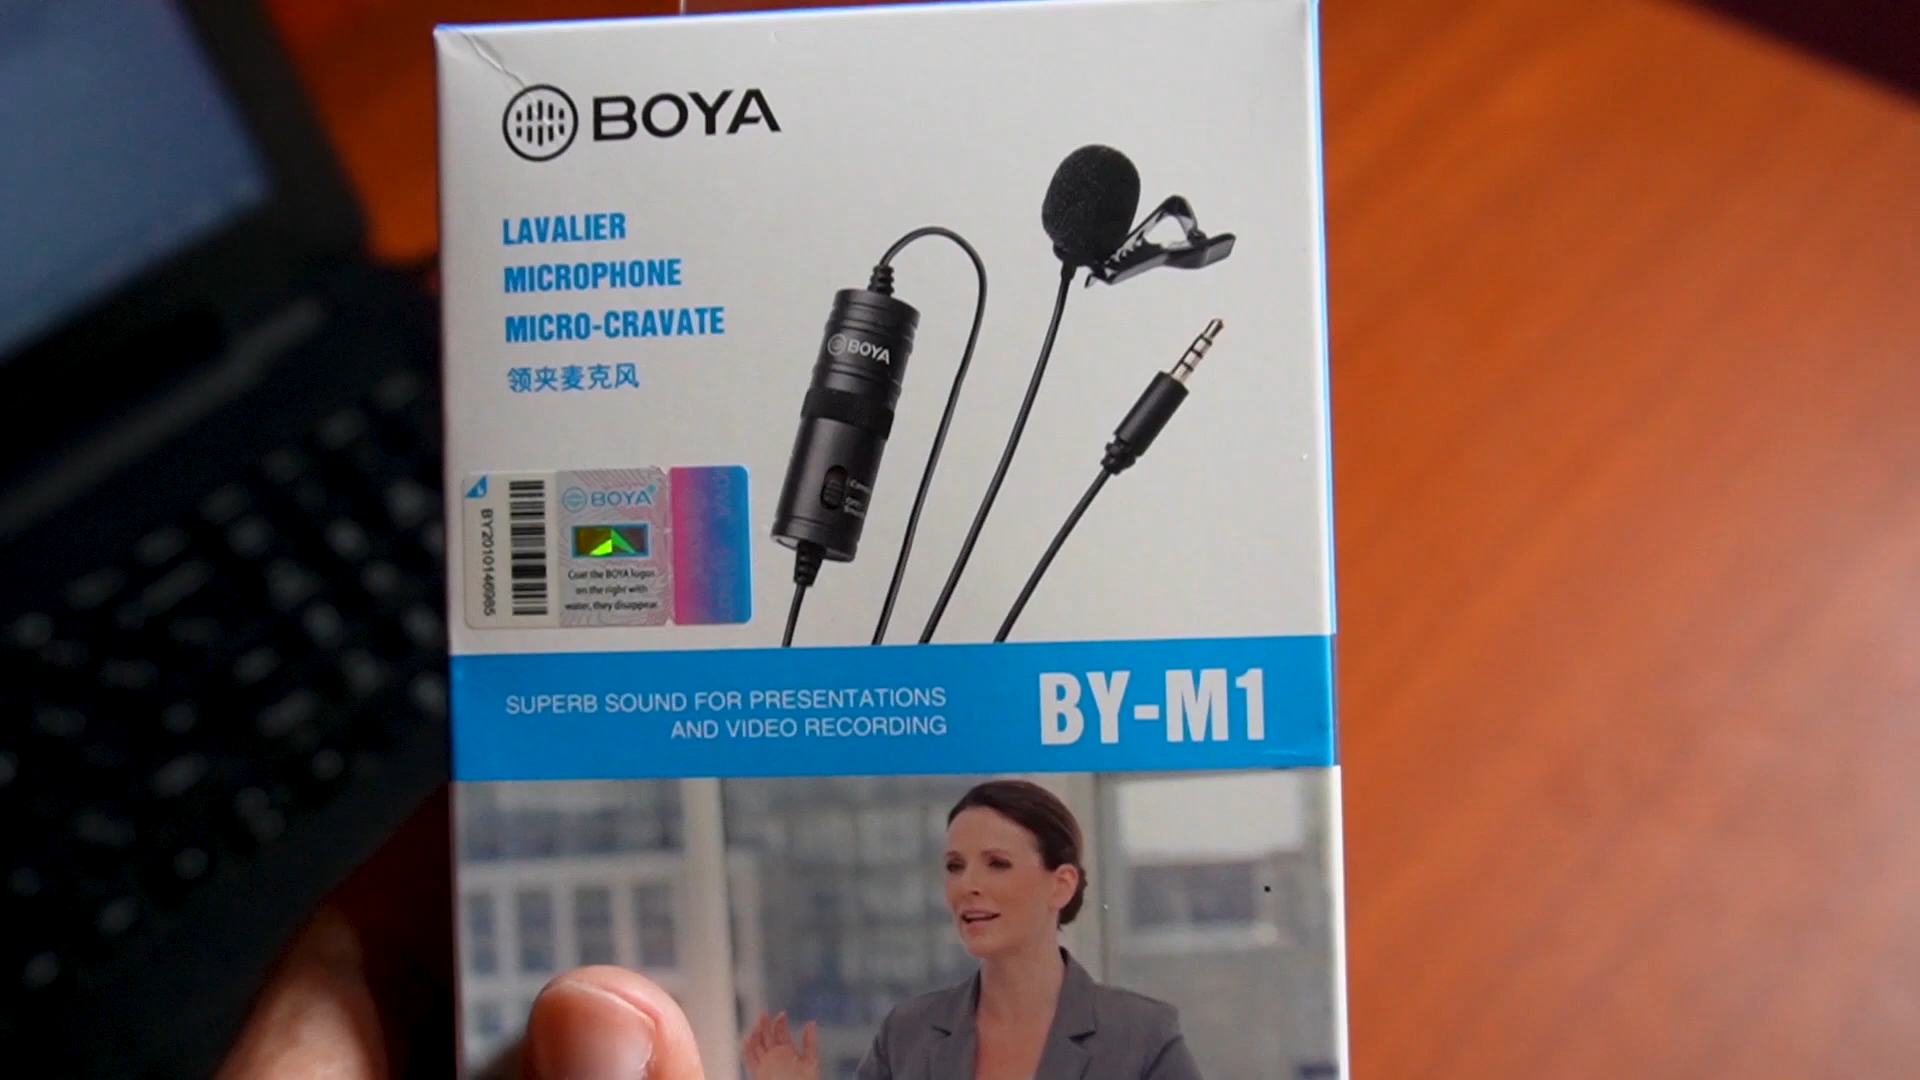 BOYA
LAVALIER
MICROPHONE
MICRO-CRAVATE
领夹麦克风
BOYA
BY20101469985
BOYA
Coat the BOYA logos
on the right with
water, they disappear.
SUPERB SOUND FOR PRESENTATIONS
AND VIDEO RECORDING
BY-M1